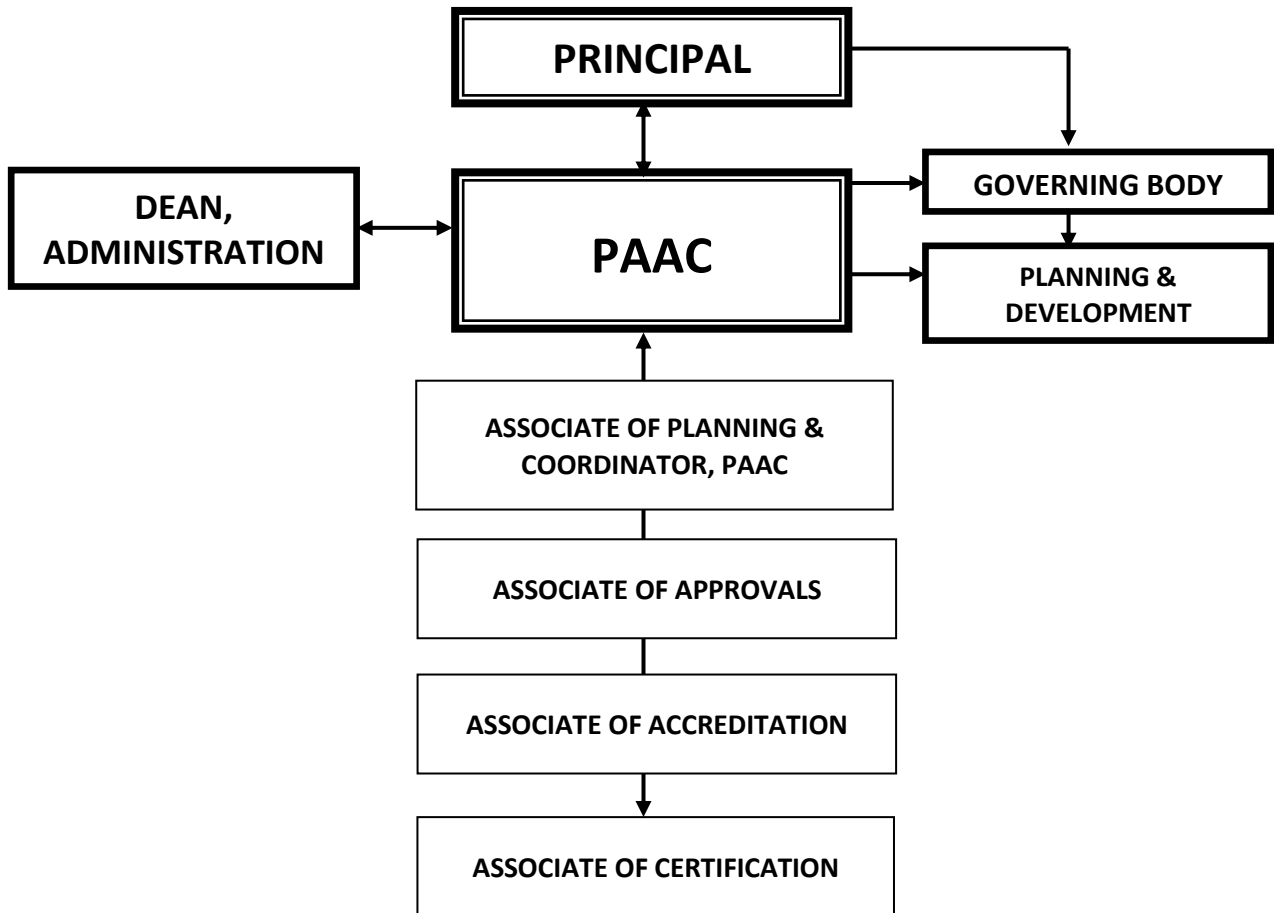 PRINCIPAL
GOVERNING BODY
DEAN,
ADMINISTRATION
PAAC
PLANNING &
DEVELOPMENT
ASSOCIATE OF PLANNING &
COORDINATOR, PAAC
ASSOCIATE OF APPROVALS
ASSOCIATE OF ACCREDITATION
ASSOCIATE OF CERTIFICATION